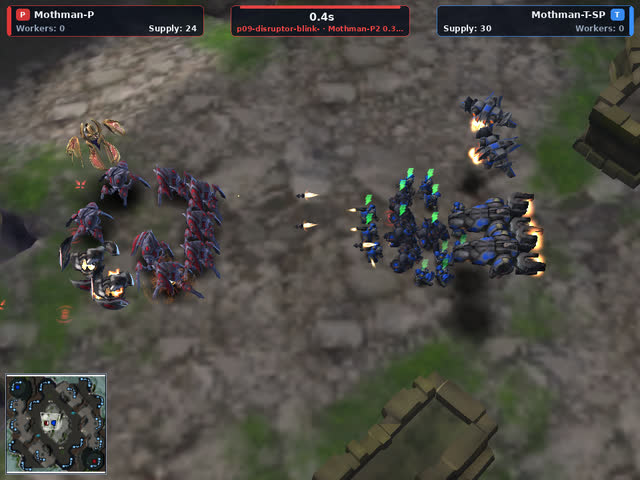 P Mothman-P
Workers: 0 Supply: 24
0.4s
p09-disruptor-blink- · Mothman-P2 0.3...
Mothman-T-SP T
Supply: 30 Workers: 0